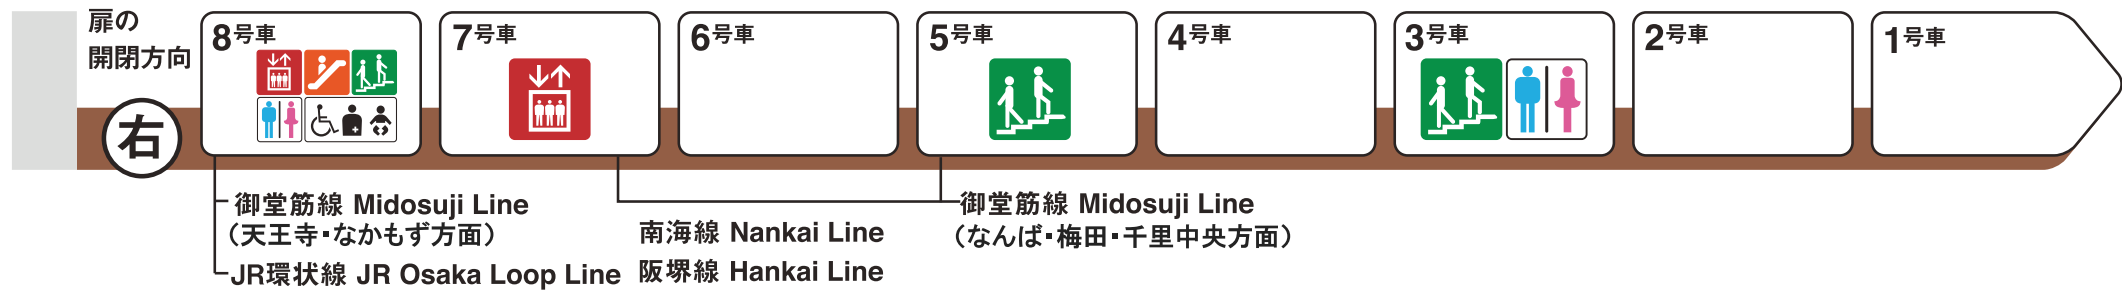 扉の
開閉方向
右
8号車
7号車
6号車
5号車
4号車
3号車
2号車
1号車
御堂筋線 Midosuji Line
（天王寺・なかもず方面）
JR環状線 JR Osaka Loop Line
南海線 Nankai Line
阪堺線 Hankai Line
御堂筋線 Midosuji Line
（なんば・梅田・千里中央方面）